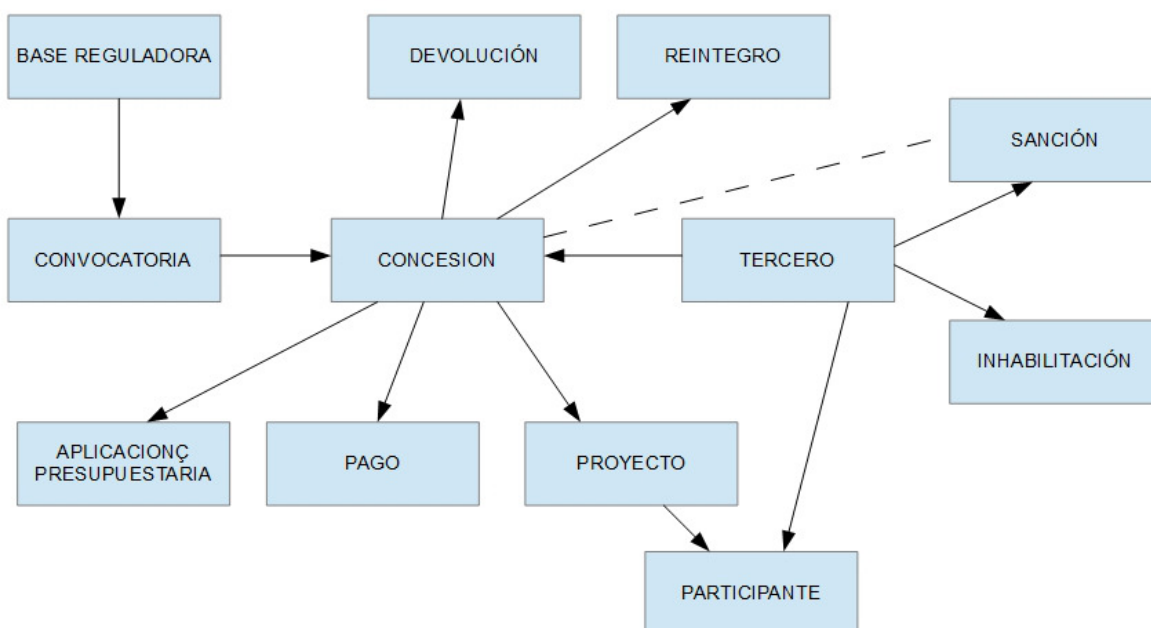 BASE REGULADORA
DEVOLUCIÓN
REINTEGRO
SANCIÓN
CONVOCATORIA
CONCESION
TERCERO
INHABILITACIÓN
APLICACIONÇ
PRESUPUESTARIA
PAGO
PROYECTO
PARTICIPANTE